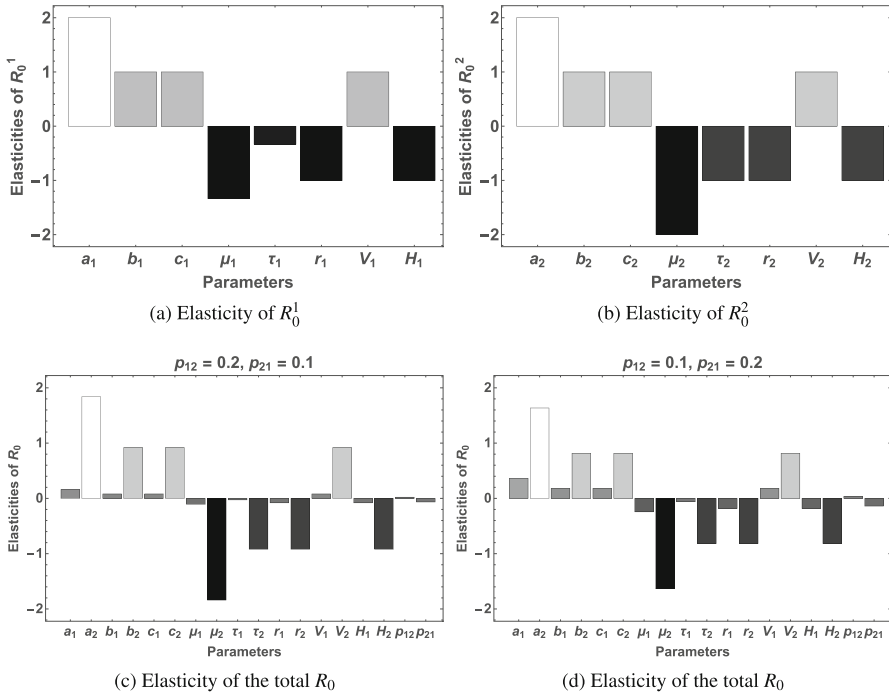 Elasticities of R₀¹
2
1
0
−1
−2
a₁ b₁ c₁ μ₁ τ₁ r₁ V₁ H₁
Parameters
(a) Elasticity of R₀¹
Elasticities of R₀²
2
1
0
−1
−2
a₂ b₂ c₂ μ₂ τ₂ r₂ V₂ H₂
Parameters
(b) Elasticity of R₀²
p₁₂ = 0.2, p₂₁ = 0.1
Elasticities of R₀
2
1
0
−1
−2
a₁ a₂ b₁ b₂ c₁ c₂ μ₁ μ₂ τ₁ τ₂ r₁ r₂ V₁ V₂ H₁ H₂ p₁₂ p₂₁
Parameters
(c) Elasticity of the total R₀
p₁₂ = 0.1, p₂₁ = 0.2
Elasticities of R₀
2
1
0
−1
−2
a₁ a₂ b₁ b₂ c₁ c₂ μ₁ μ₂ τ₁ τ₂ r₁ r₂ V₁ V₂ H₁ H₂ p₁₂ p₂₁
Parameters
(d) Elasticity of the total R₀